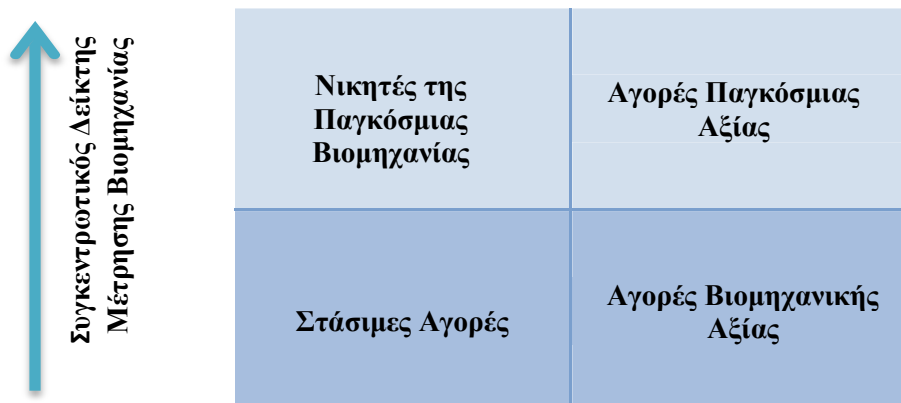 Συγκεντρωτικός Δείκτης
Μέτρησης Βιομηχανίας
Νικητές της
Παγκόσμιας
Βιομηχανίας
Αγορές Παγκόσμιας
Αξίας
Στάσιμες Αγορές
Αγορές Βιομηχανικής
Αξίας